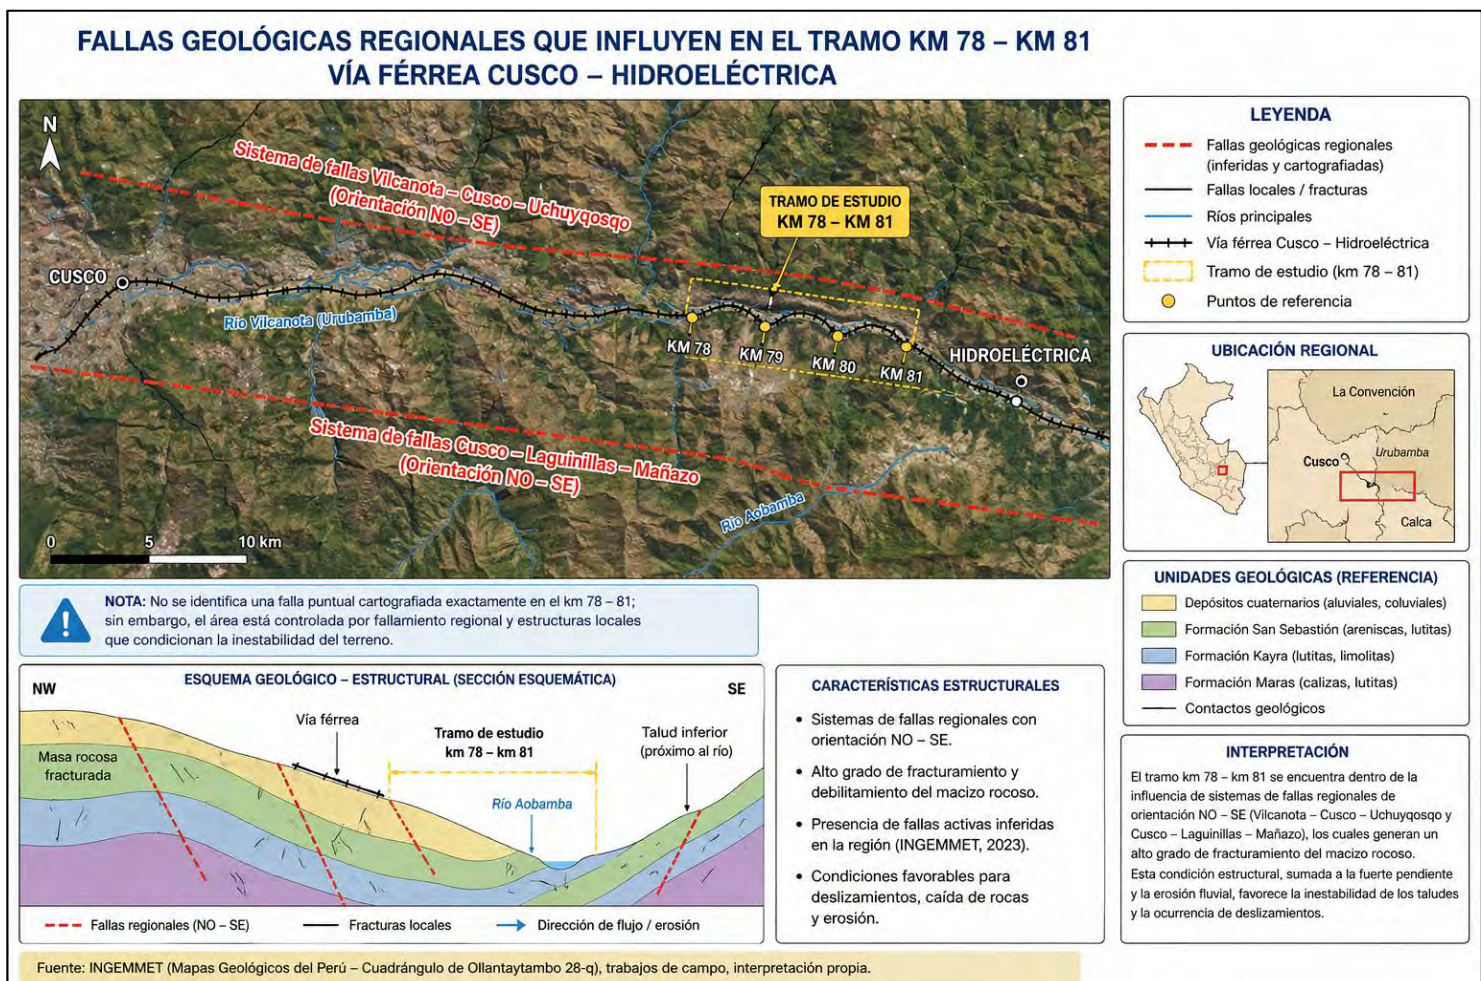 FALLAS GEOLÓGICAS REGIONALES QUE INFLUYEN EN EL TRAMO KM 78 – KM 81
VÍA FÉRREA CUSCO – HIDROELÉCTRICA
N
Sistema de fallas Vilcanota – Cusco – Uchuyqosqo
(Orientación NO – SE)
TRAMO DE ESTUDIO
KM 78 – KM 81
CUSCO
Río Vilcanota (Urubamba)
KM 78
KM 79
KM 80
KM 81
HIDROELÉCTRICA
Sistema de fallas Cusco – Laguinillas – Mañazo
(Orientación NO – SE)
Río Aobamba
0 5 10 km
LEYENDA
Fallas geológicas regionales
(inferidas y cartografiadas)
Fallas locales / fracturas
Ríos principales
Vía férrea Cusco – Hidroeléctrica
Tramo de estudio (km 78 – 81)
Puntos de referencia
UBICACIÓN REGIONAL
La Convención
Cusco
Urubamba
Calca
NOTA: No se identifica una falla puntual cartografiada exactamente en el km 78 – 81;
sin embargo, el área está controlada por fallamiento regional y estructuras locales
que condicionan la inestabilidad del terreno.
UNIDADES GEOLÓGICAS (REFERENCIA)
Depósitos cuaternarios (aluviales, coluviales)
Formación San Sebastión (areniscas, lutitas)
Formación Kayra (lutitas, limolitas)
Formación Maras (calizas, lutitas)
Contactos geológicos
ESQUEMA GEOLÓGICO – ESTRUCTURAL (SECCIÓN ESQUEMÁTICA)
NW
SE
Vía férrea
Tramo de estudio
km 78 – km 81
Talud inferior
(próximo al río)
Masa rocosa
fracturada
Río Aobamba
Fallas regionales (NO – SE)
Fracturas locales
Dirección de flujo / erosión
CARACTERÍSTICAS ESTRUCTURALES
• Sistemas de fallas regionales con
orientación NO – SE.
• Alto grado de fracturamiento y
debilitamiento del macizo rocoso.
• Presencia de fallas activas inferidas
en la región (INGEMMET, 2023).
• Condiciones favorables para
deslizamientos, caída de rocas
y erosión.
INTERPRETACIÓN
El tramo km 78 – km 81 se encuentra dentro de la
influencia de sistemas de fallas regionales de
orientación NO – SE (Vilcanota – Cusco – Uchuyqosqo y
Cusco – Laguinillas – Mañazo), los cuales generan un
alto grado de fracturamiento del macizo rocoso.
Esta condición estructural, sumada a la fuerte pendiente
y la erosión fluvial, favorece la inestabilidad de los taludes
y la ocurrencia de deslizamientos.
Fuente: INGEMMET (Mapas Geológicos del Perú – Cuadrángulo de Ollantaytambo 28-q), trabajos de campo, interpretación propia.